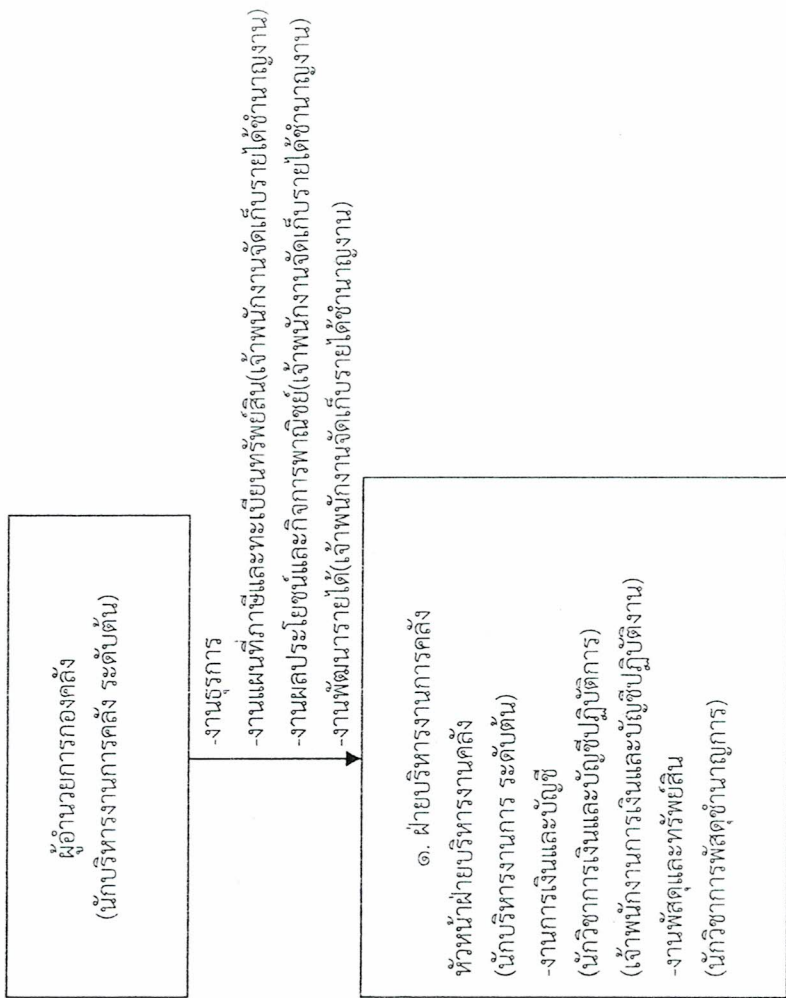 ผู้อำนวยการกองคลัง
(นักบริหารงานการคลัง ระดับต้น)
-งานธุรการ
-งานแผนที่ภาษีและทะเบียนทรัพย์สิน(เจ้าพนักงานจัดเก็บรายได้ชำนาญงาน)
-งานผลประโยชน์และกิจการพาณิชย์(เจ้าพนักงานจัดเก็บรายได้ชำนาญงาน)
-งานพัฒนารายได้(เจ้าพนักงานจัดเก็บรายได้ชำนาญงาน)
๑. ฝ่ายบริหารงานการคลัง
หัวหน้าฝ่ายบริหารงานคลัง
(นักบริหารงานการ ระดับต้น)
-งานการเงินและบัญชี
(นักวิชาการเงินและบัญชีปฏิบัติการ)
(เจ้าพนักงานการเงินและบัญชีปฏิบัติงาน)
-งานพัสดุและทรัพย์สิน
(นักวิชาการพัสดุชำนาญการ)